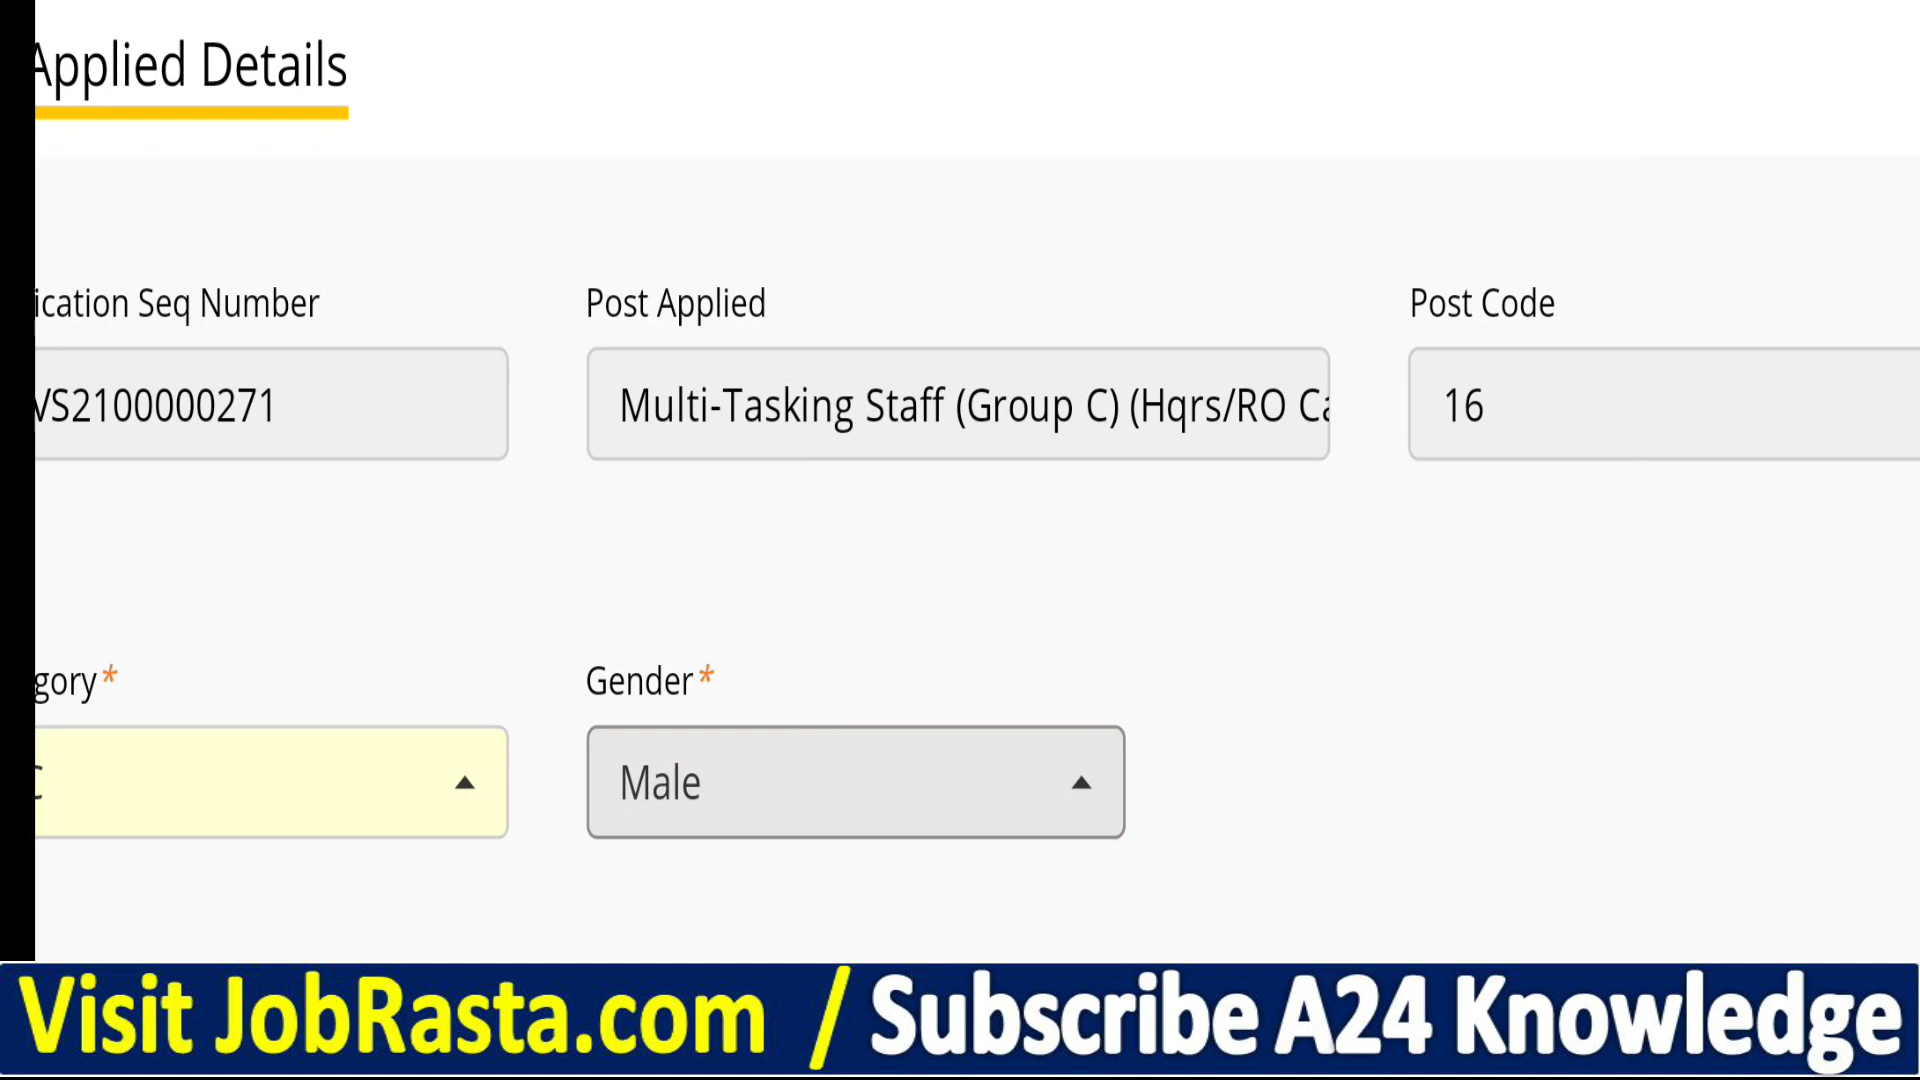 Applied Details
ication Seq Number
Post Applied
Post Code
VS2100000271
Multi-Tasking Staff (Group C) (Hqrs/RO Ca
16
gory*
Gender*
C
Male
Visit JobRasta.com / Subscribe A24 Knowledge